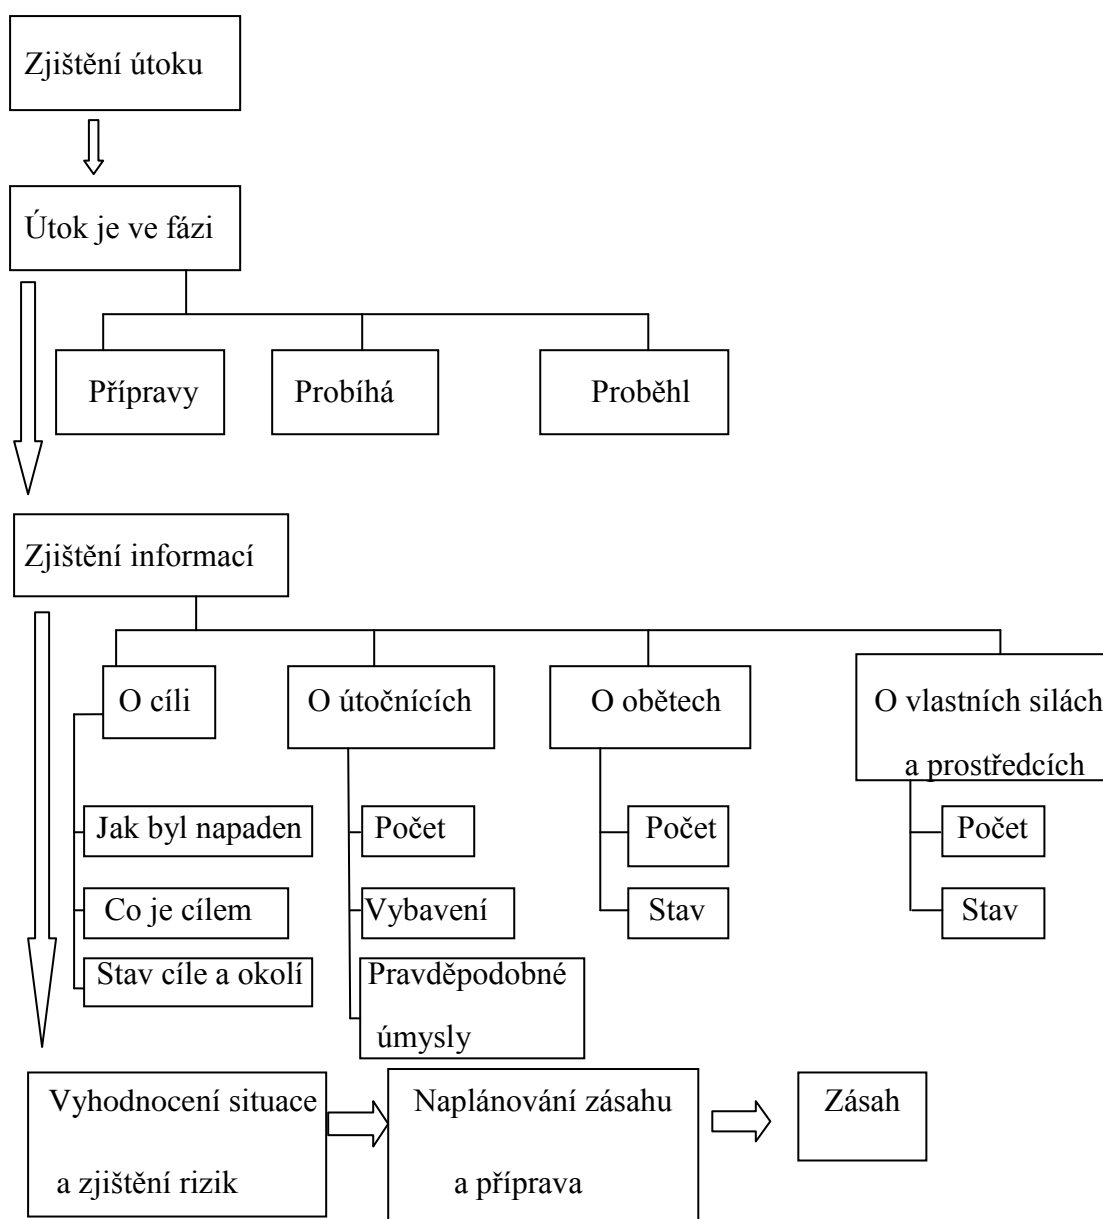 Zjištění útoku
Útok je ve fázi
Přípravy
Probíhá
Proběhl
Zjištění informací
O cíli
O útočnících
O obětech
O vlastních silách
a prostředcích
Jak byl napaden
Počet
Počet
Počet
Co je cílem
Vybavení
Stav
Stav
Stav cíle a okolí
Pravděpodobné
úmysly
Vyhodnocení situace
a zjištění rizik
Naplánování zásahu
a příprava
Zásah